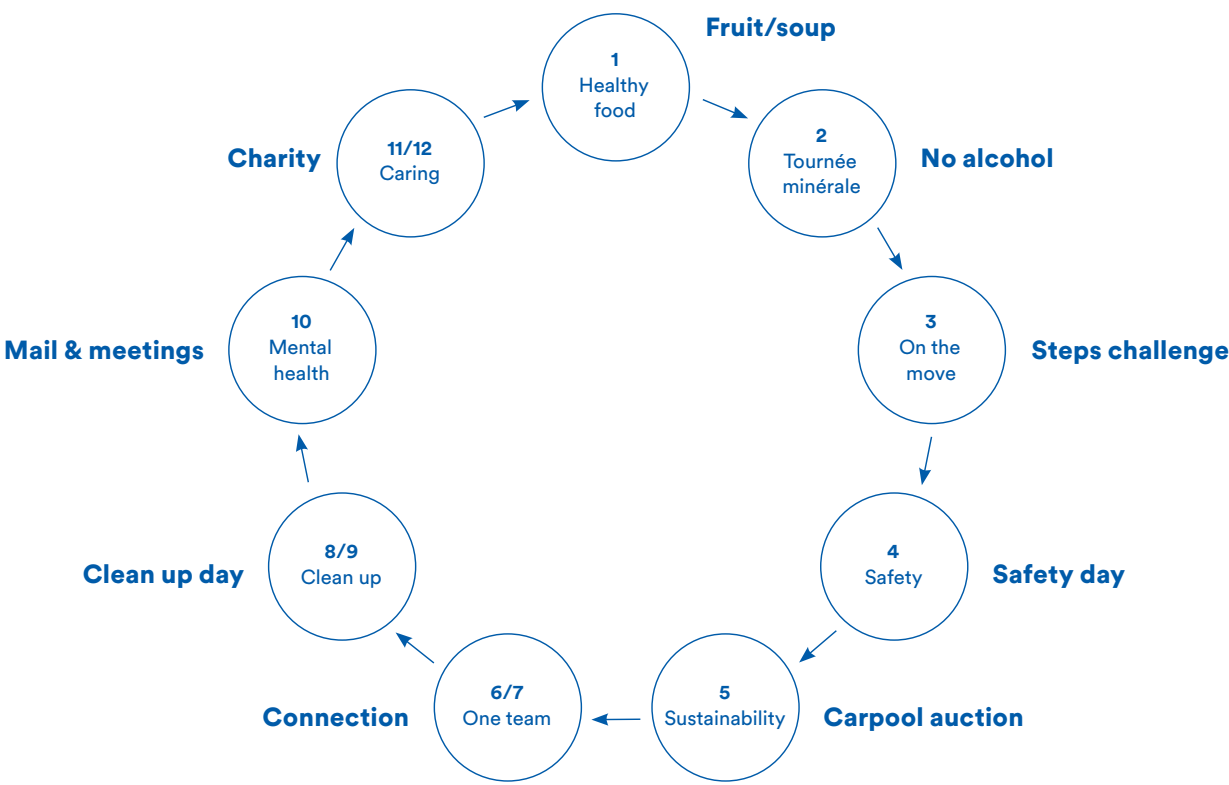 Fruit/soup
1
Healthy
food
2
Tournée
minérale
No alcohol
3
On the
move
Steps challenge
4
Safety
Safety day
5
Sustainability
Carpool auction
6/7
One team
Connection
8/9
Clean up
Clean up day
10
Mental
health
Mail & meetings
11/12
Caring
Charity